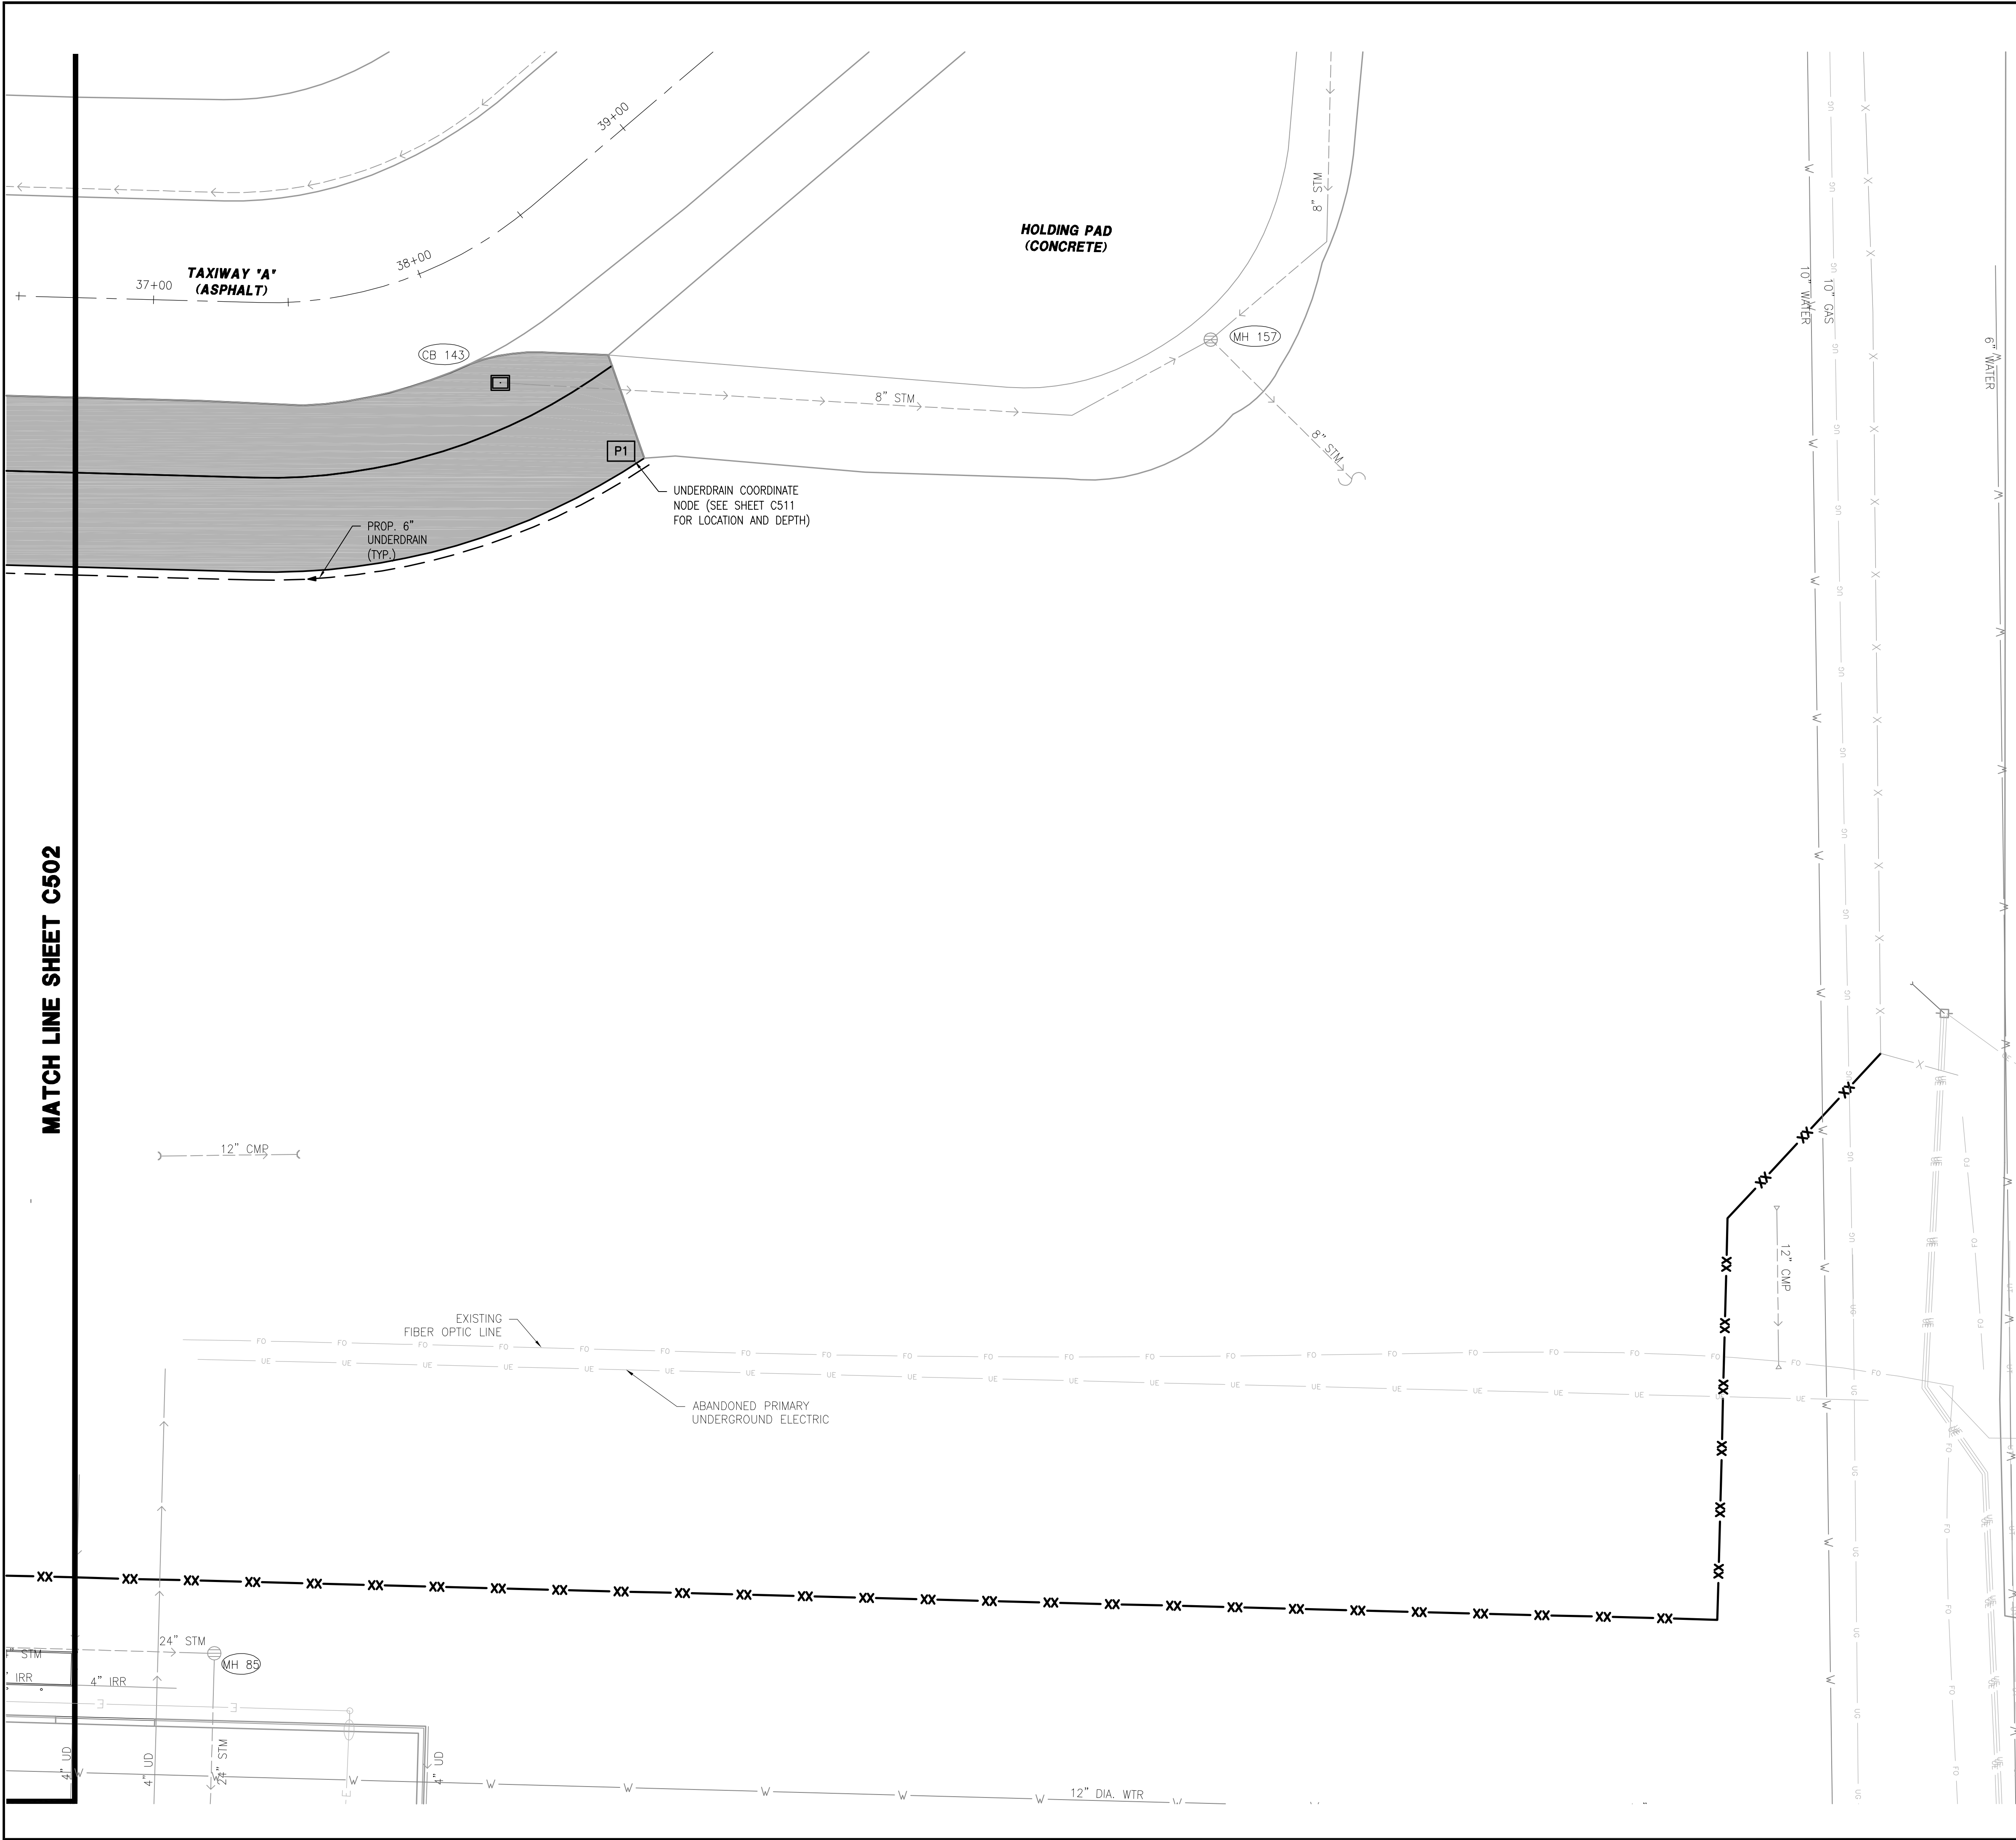 39+00
8" STM
HOLDING PAD
(CONCRETE)
38+00
TAXIWAY "A"
(ASPHALT)
37+00
10" WATER
10" GAS
6" WATER
CB 143
MH 157
8" STM
8" STM
P1
UNDERDRAIN COORDINATE
NODE (SEE SHEET C511
FOR LOCATION AND DEPTH)
PROP. 6"
UNDERDRAIN
(TYP.)
MATCH LINE SHEET C502
12" CMP
12" CMP
EXISTING
FIBER OPTIC LINE
ABANDONED PRIMARY
UNDERGROUND ELECTRIC
24" STM
" STM
MH 85
" IRR
4" IRR
4" UD
4" UD
24" STM
4" UD
12" DIA. WTR